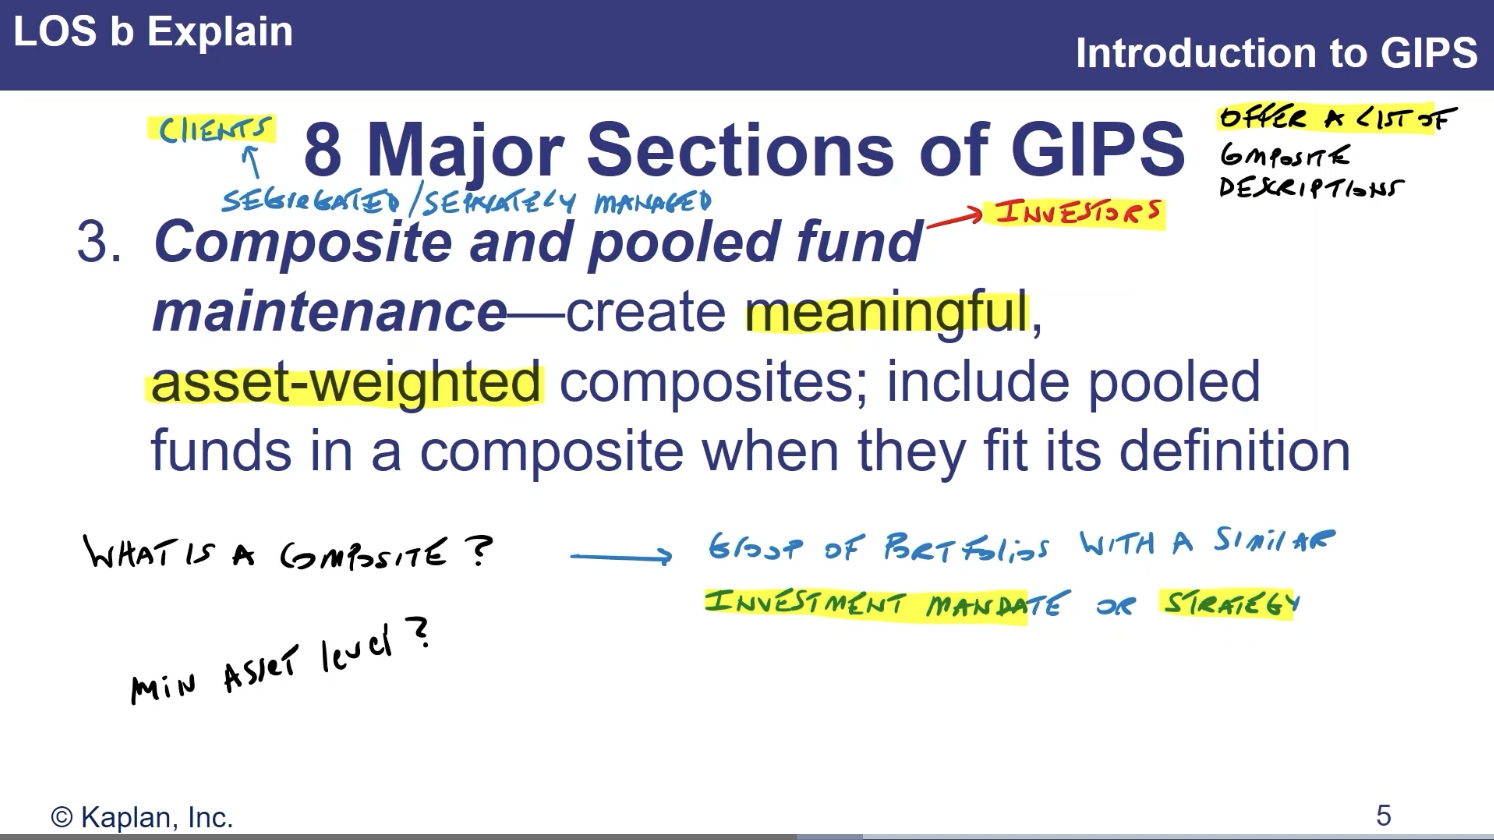 LOS b Explain
Introduction to GIPS
CLIENTS
8 Major Sections of GIPS
OFFER A LIST OF
COMPOSITE
DESCRIPTIONS
SEGREGATED/SEPARATELY MANAGED
INVESTORS
3. Composite and pooled fund
maintenance—create meaningful,
asset-weighted composites; include pooled
funds in a composite when they fit its definition
WHAT IS A COMPOSITE?
GROUP OF PORTFOLIOS WITH A SIMILAR
INVESTMENT MANDATE OR STRATEGY
MIN ASSET level?
© Kaplan, Inc.
5